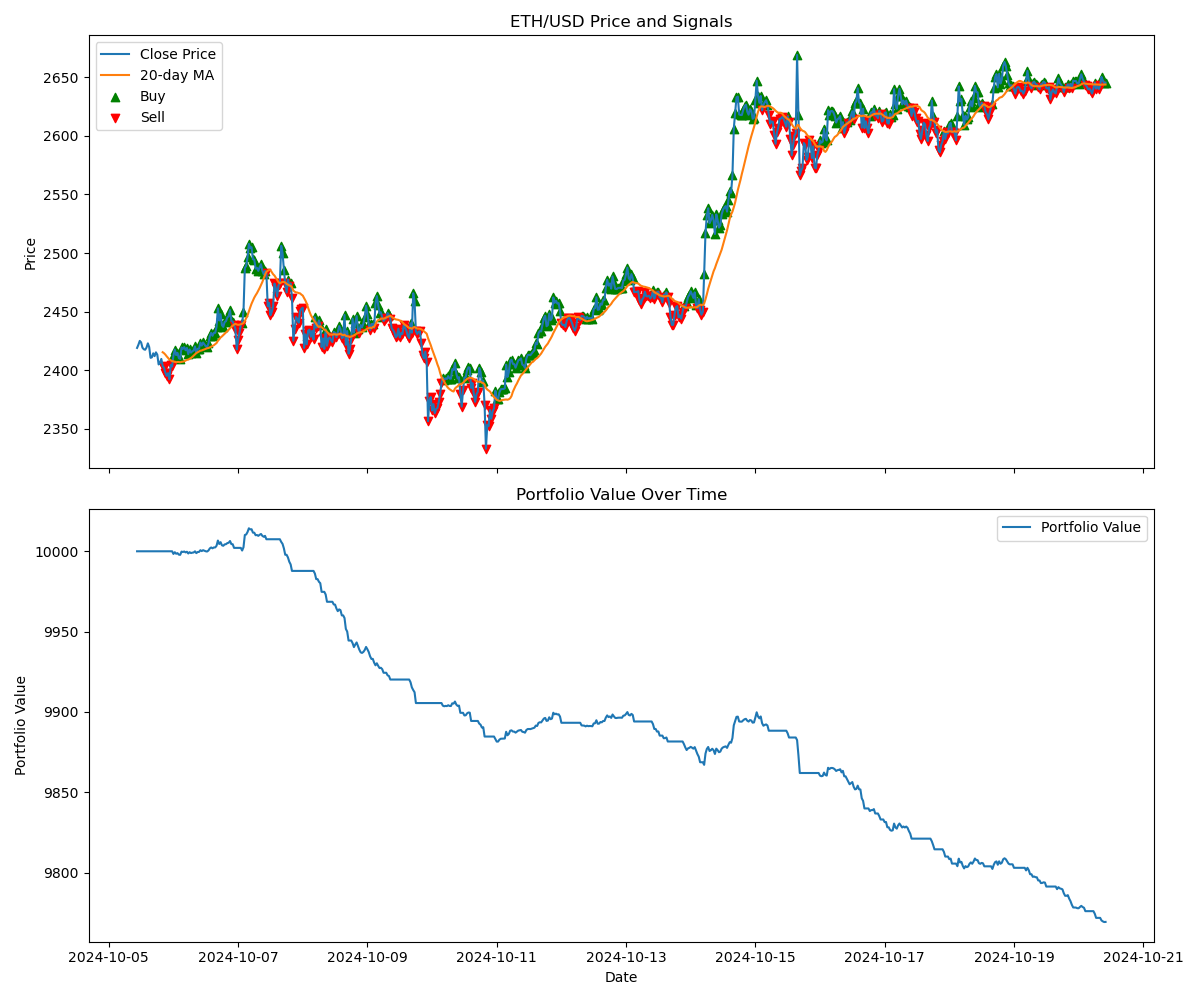 ETH/USD Price and Signals
Close Price
20-day MA
Buy
Sell
2650
2600
2550
2500
2450
2400
2350
Price
Portfolio Value Over Time
Portfolio Value
10000
9950
9900
9850
9800
Portfolio Value
2024-10-05 2024-10-07 2024-10-09 2024-10-11 2024-10-13 2024-10-15 2024-10-17 2024-10-19 2024-10-21
Date